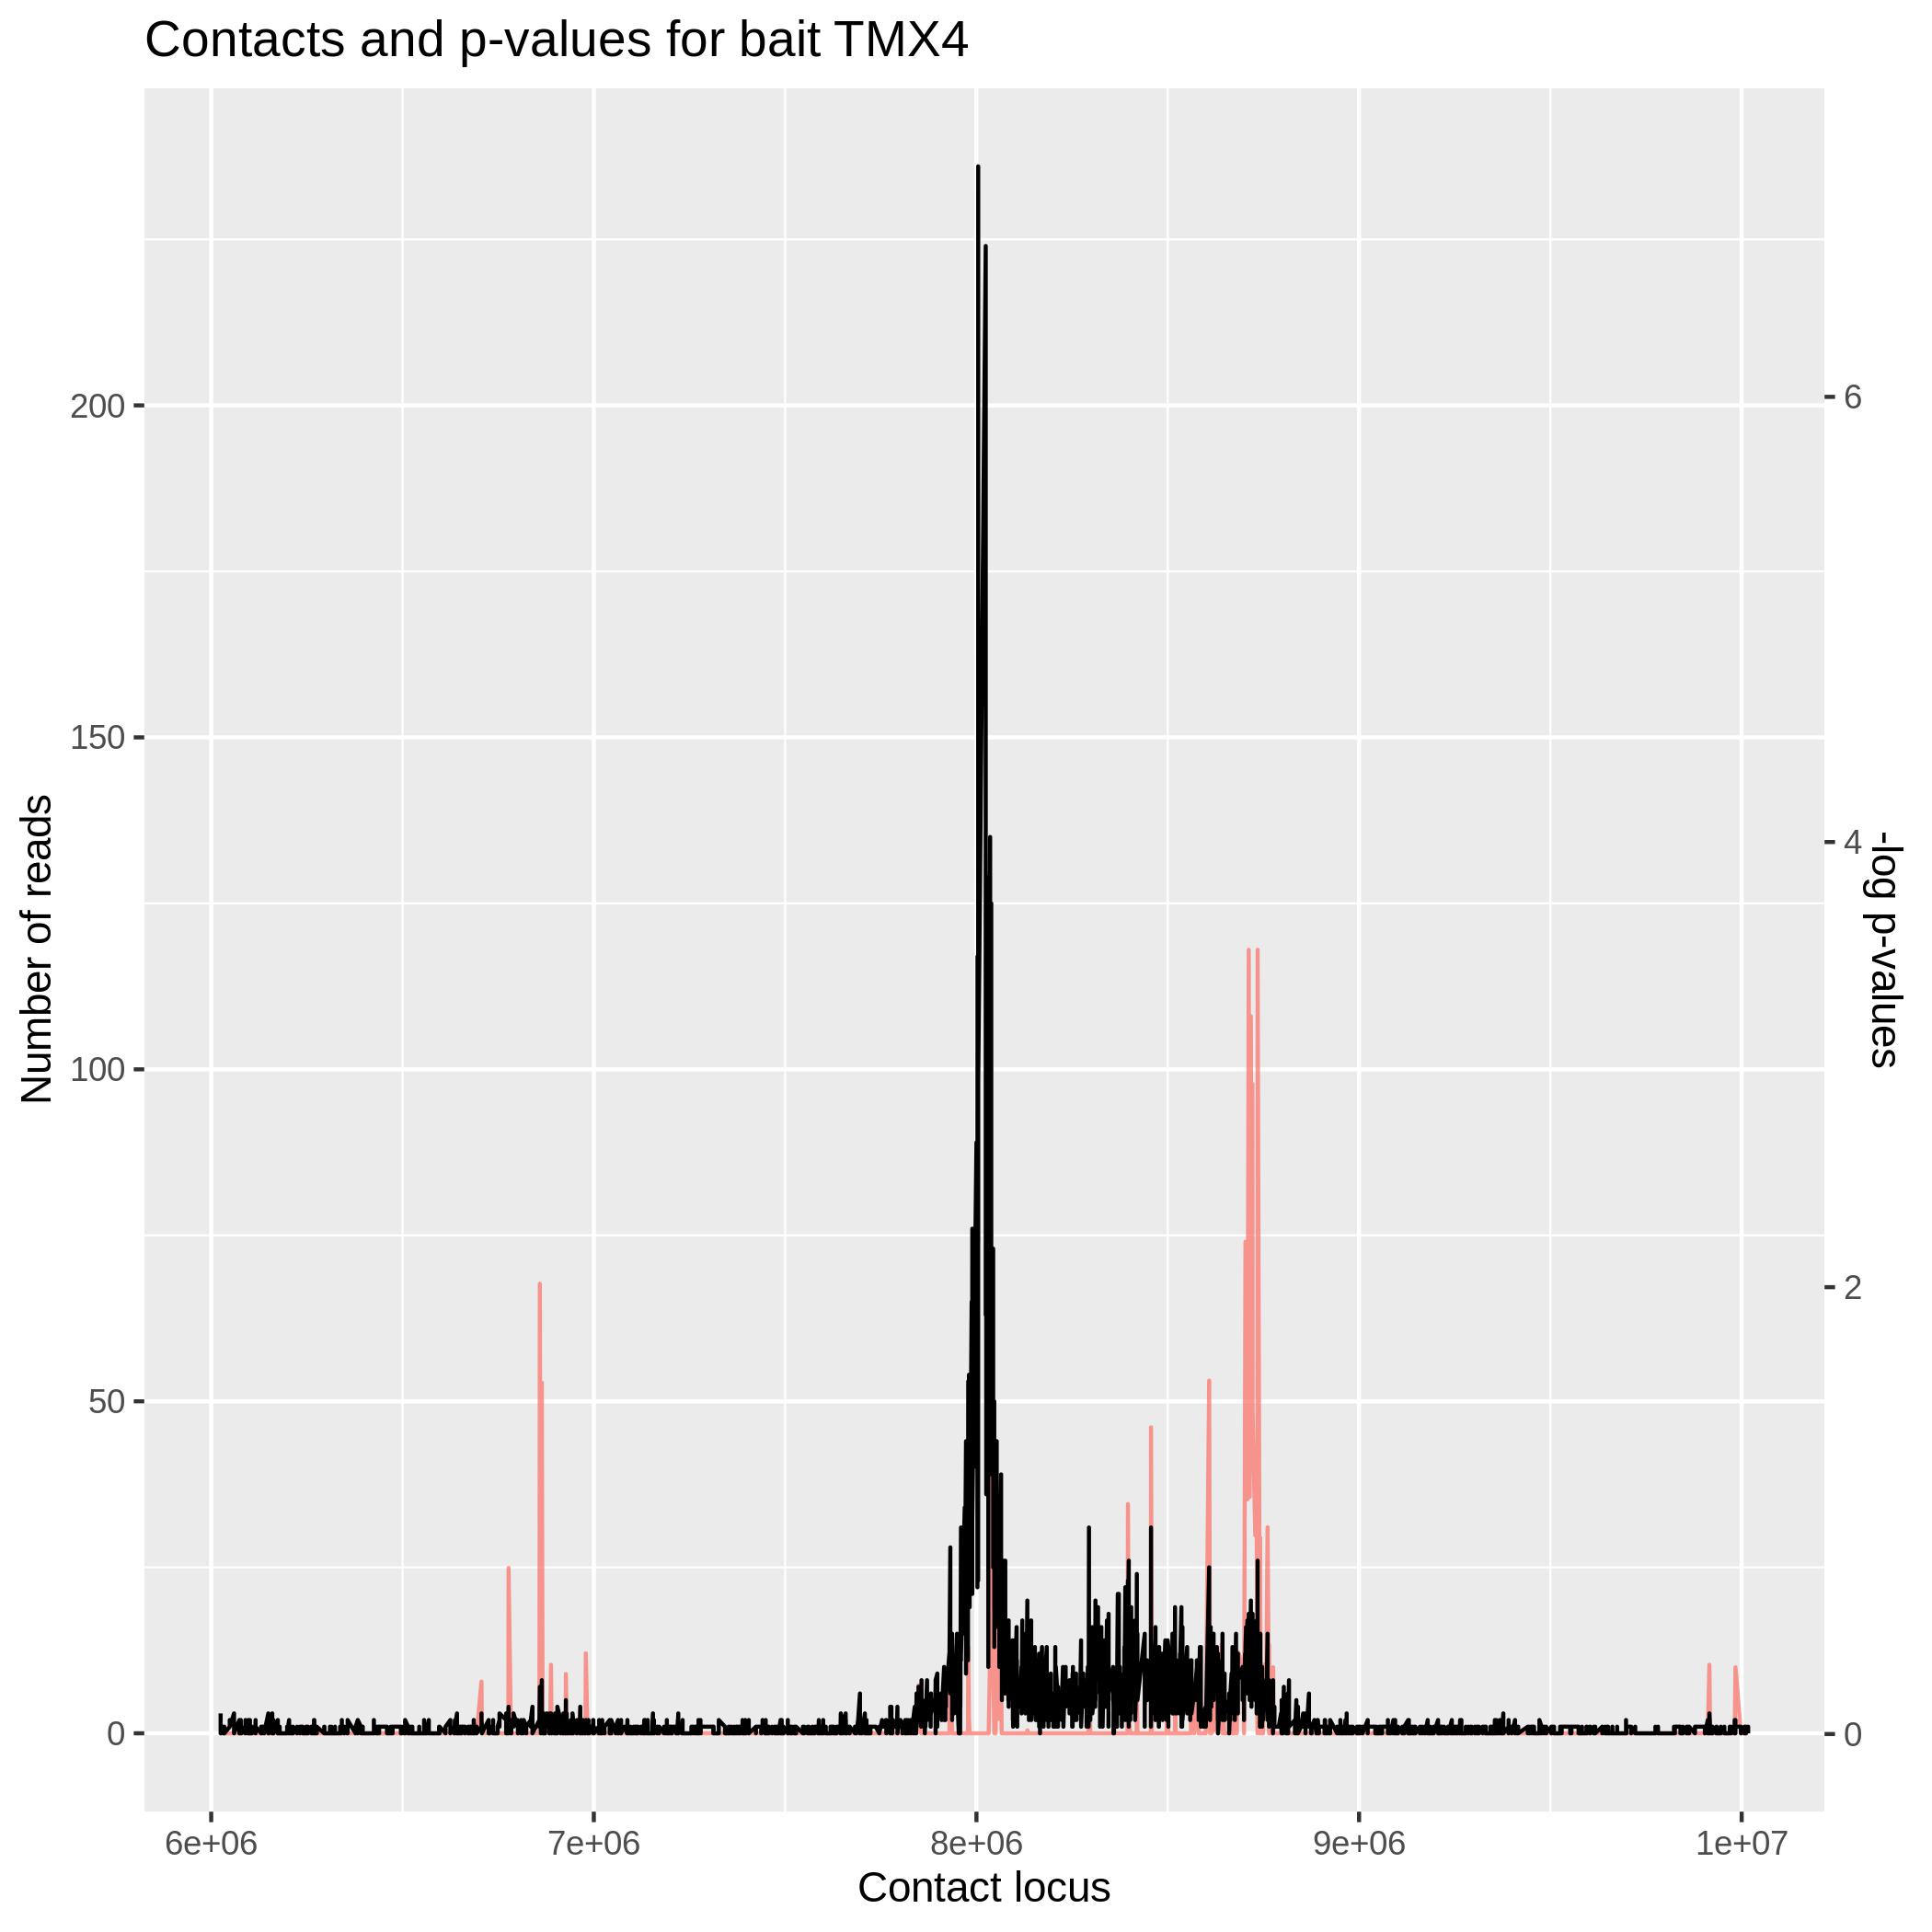 Contacts and p-values for bait TMX4
Number of reads
200
150
100
50
0
6
4
2
0
-log p-values
6e+06
7e+06
8e+06
9e+06
1e+07
Contact locus